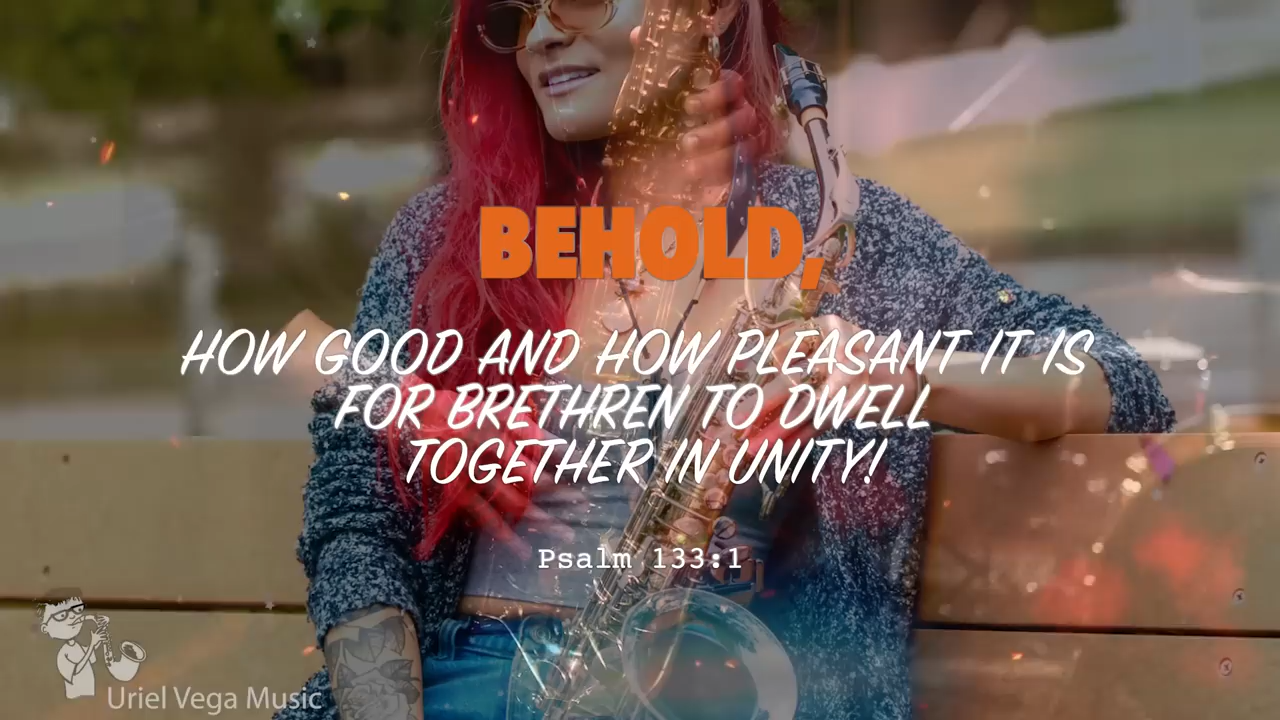 BEHOLD,
HOW GOOD AND HOW PLEASANT IT IS
FOR BRETHREN TO DWELL
TOGETHER IN UNITY!
Psalm 133:1
Uriel Vega Music